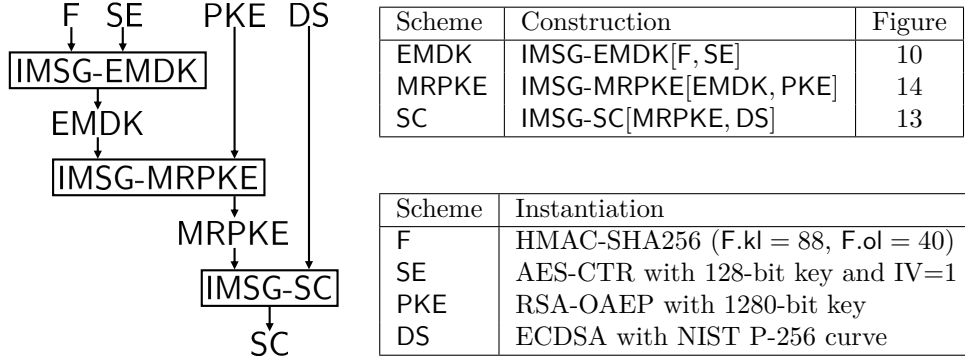 F SE PKE DS
IMSG-EMDK
EMDK
IMSG-MRPKE
MRPKE
IMSG-SC
SC
Scheme Construction Figure
EMDK IMSG-EMDK[F, SE] 10
MRPKE IMSG-MRPKE[EMDK, PKE] 14
SC IMSG-SC[MRPKE, DS] 13
Scheme Instantiation
F HMAC-SHA256 (F.kl = 88, F.ol = 40)
SE AES-CTR with 128-bit key and IV=1
PKE RSA-OAEP with 1280-bit key
DS ECDSA with NIST P-256 curve